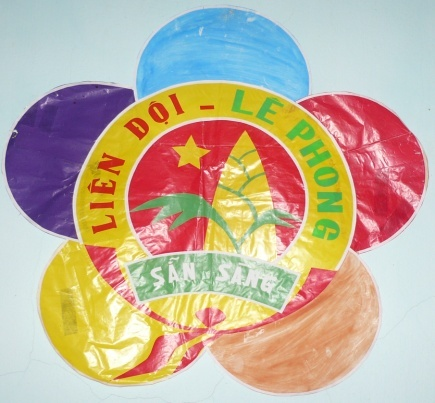 LIÊN ĐỘI - LÊ PHONG
SẴN SÀNG